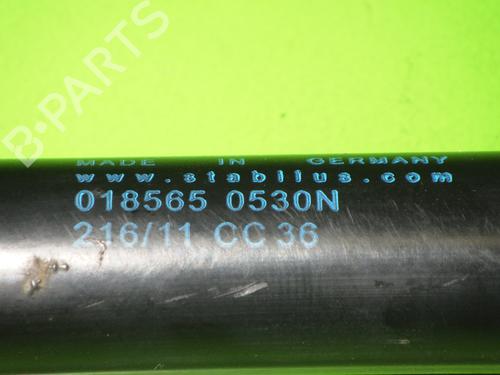 B-PARTS
MADE IN GERMANY
www.stabilus.com
018565 0530N
216/11 CC 36